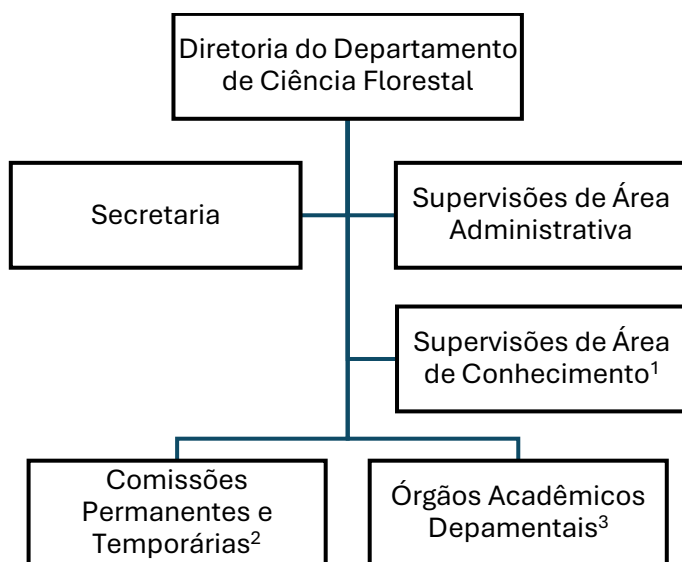 Diretoria do Departamento
de Ciência Florestal
Secretaria
Supervisões de Área
Administrativa
Supervisões de Área
de Conhecimento¹
Comissões
Permanentes e
Temporárias²
Órgãos Acadêmicos
Depamentais³